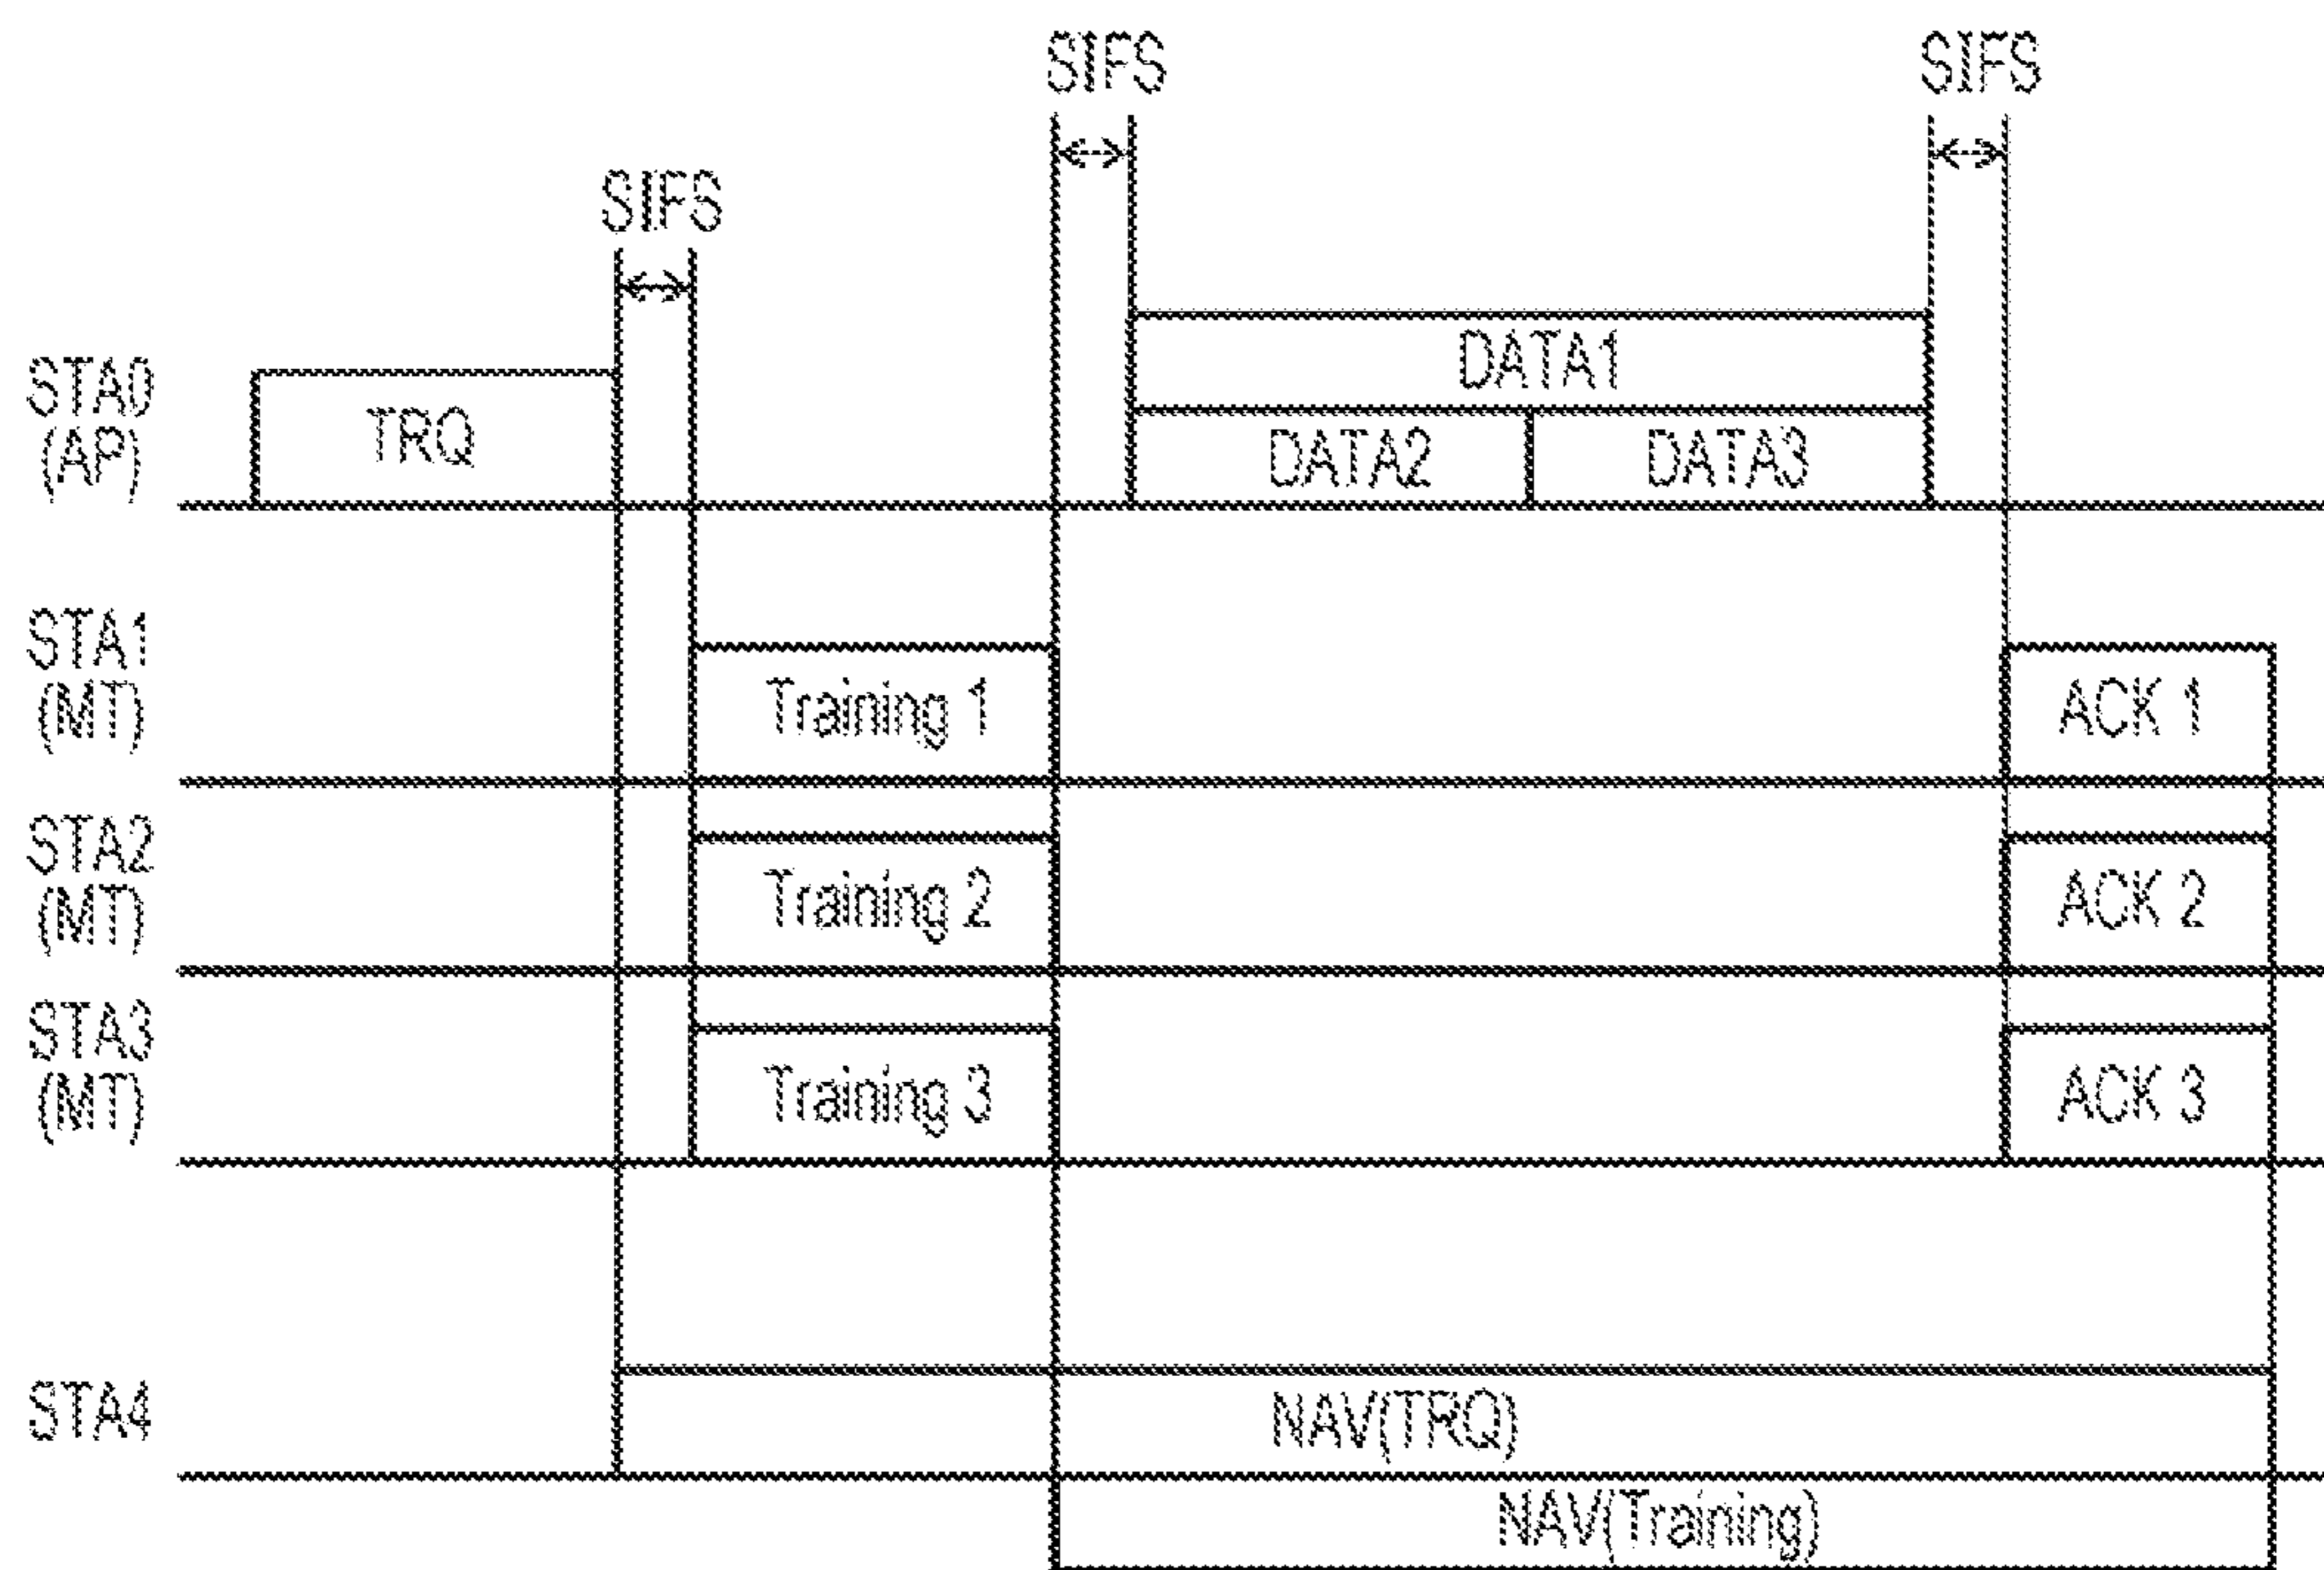 SIFS
SIFS
SIFS
STA0
(AP)
TRQ
DATA1
DATA2
DATA3
STA1
(MT)
Training 1
ACK 1
STA2
(MT)
Training 2
ACK 2
STA3
(MT)
Training 3
ACK 3
STA4
NAV(TRQ)
NAV(Training)